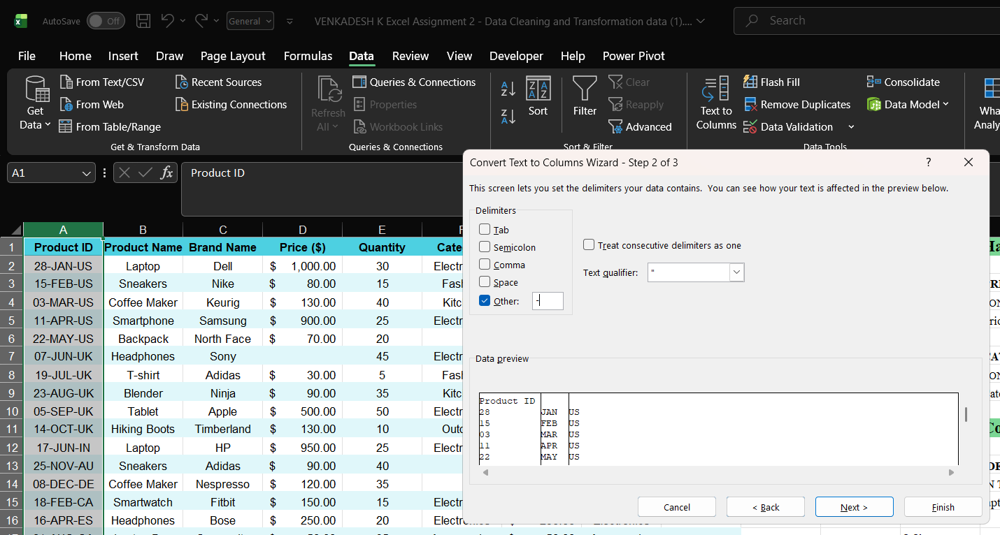 AutoSave Off General VENKADESH K Excel Assignment 2 - Data Cleaning and Transformation data (1).... Search
File Home Insert Draw Page Layout Formulas Data Review View Developer Help Power Pivot
Get Data
From Text/CSV
From Web
From Table/Range
Recent Sources
Existing Connections
Get & Transform Data
Refresh All
Queries & Connections
Properties
Workbook Links
Queries & Connections
Sort
Filter
Clear
Reapply
Advanced
Sort & Filter
Text to Columns
Flash Fill
Remove Duplicates
Data Validation
Consolidate
Data Model
Data Tools
A1 fx Product ID
A B C D E
1 Product ID Product Name Brand Name Price ($) Quantity
2 28-JAN-US Laptop Dell $ 1,000.00 30
3 15-FEB-US Sneakers Nike $ 80.00 15
4 03-MAR-US Coffee Maker Keurig $ 130.00 40
5 11-APR-US Smartphone Samsung $ 900.00 25
6 22-MAY-US Backpack North Face $ 70.00 20
7 07-JUN-UK Headphones Sony 45
8 19-JUL-UK T-shirt Adidas $ 30.00 5
9 23-AUG-UK Blender Ninja $ 90.00 35
10 05-SEP-UK Tablet Apple $ 500.00 50
11 14-OCT-UK Hiking Boots Timberland $ 130.00 10
12 17-JUN-IN Laptop HP $ 950.00 25
13 25-NOV-AU Sneakers Adidas $ 90.00 40
14 08-DEC-DE Coffee Maker Nespresso $ 120.00 35
15 18-FEB-CA Smartwatch Fitbit $ 150.00 15
16 16-APR-ES Headphones Bose $ 250.00 20
Convert Text to Columns Wizard - Step 2 of 3 ?
This screen lets you set the delimiters your data contains. You can see how your text is affected in the preview below.
Delimiters
Tab
Semicolon
Comma
Space
Other: -
Treat consecutive delimiters as one
Text qualifier: "
Data preview
Product ID
28 JAN US
15 FEB US
03 MAR US
11 APR US
22 MAY US
Cancel < Back Next > Finish